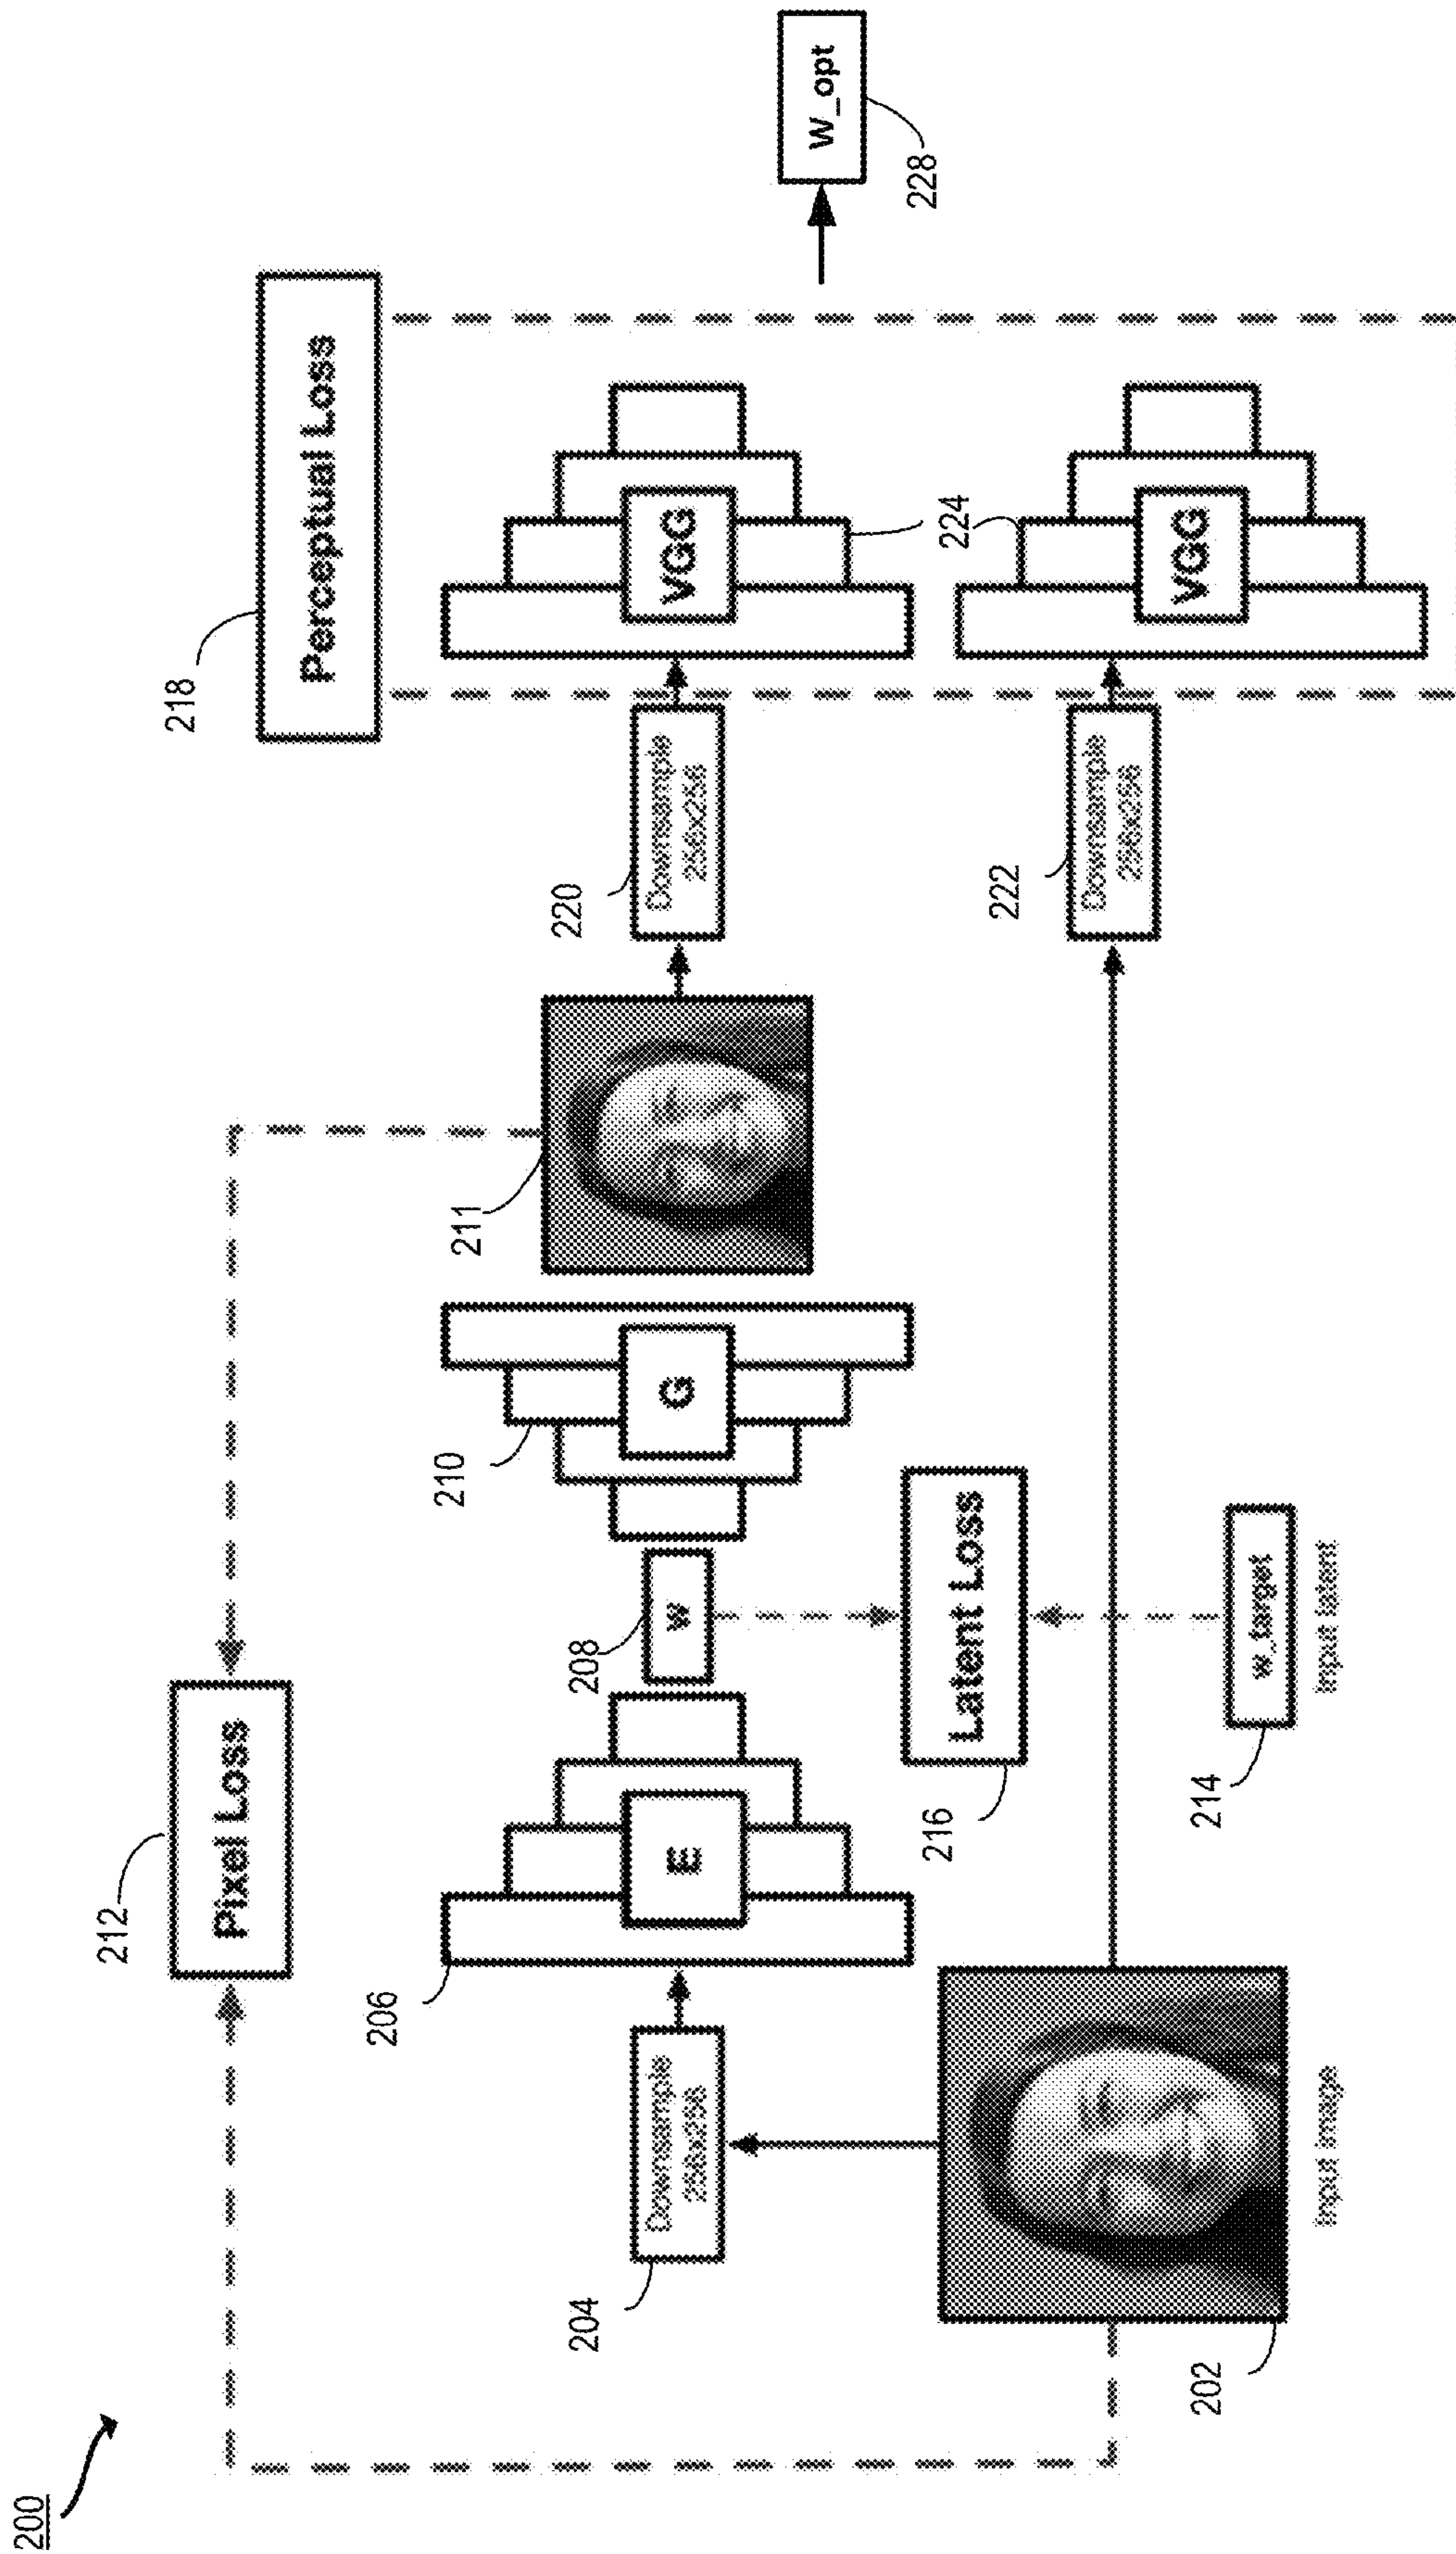 200
212
Pixel Loss
218
Perceptual Loss
204
Downsample
256x256
206
E
208
w
210
G
211
220
Downsample
256x256
VGG
224
W_opt
228
216
Latent Loss
222
Downsample
256x256
VGG
202
Input image
214
w_target
Input latent